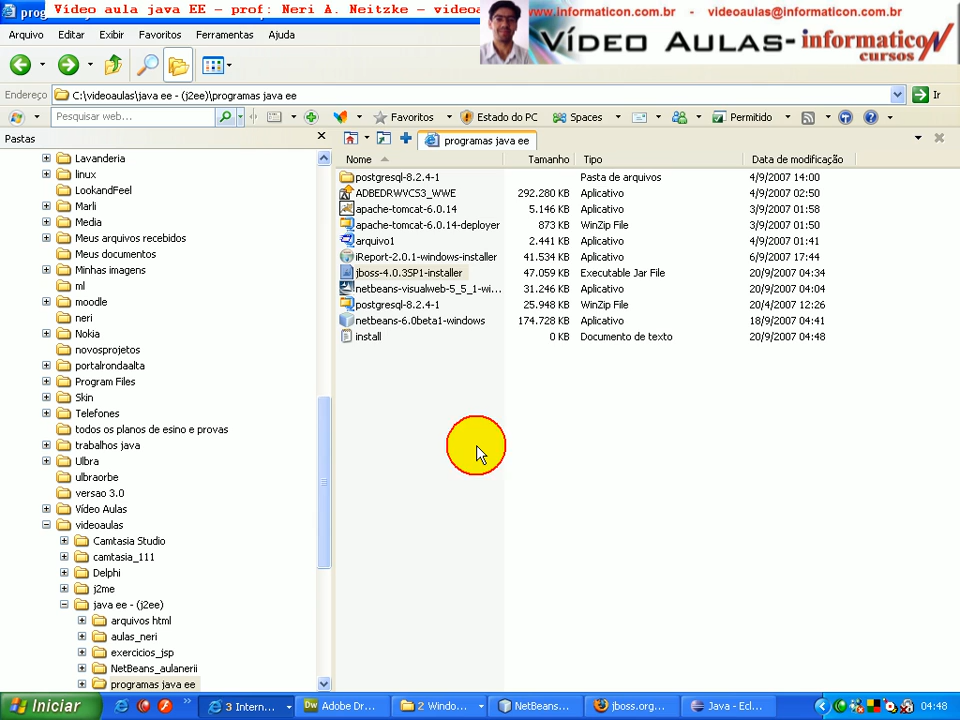 prog
Vídeo aula java EE – prof: Neri A. Neitzke – videoa
www.informaticon.com.br - videoaulas@informaticon.com.br
VÍDEO AULAS-informaticoN
cursos
Arquivo Editar Exibir Favoritos Ferramentas Ajuda
Endereço C:\videoaulas\java ee - (j2ee)\programas java ee Ir
Pesquisar web... Favoritos Estado do PC Spaces Permitido
Pastas programas java ee
Nome Tamanho Tipo Data de modificação
postgresql-8.2.4-1 Pasta de arquivos 4/9/2007 14:00
ADBEDRWVCS3_WWE 292.280 KB Aplicativo 4/9/2007 02:50
apache-tomcat-6.0.14 5.146 KB Aplicativo 3/9/2007 01:58
apache-tomcat-6.0.14-deployer 873 KB WinZip File 3/9/2007 01:50
arquivo1 2.441 KB Aplicativo 4/9/2007 01:41
iReport-2.0.1-windows-installer 41.534 KB Aplicativo 6/9/2007 17:44
jboss-4.0.3SP1-installer 47.059 KB Executable Jar File 20/9/2007 04:34
netbeans-visualweb-5_5_1-wi... 31.246 KB Aplicativo 20/9/2007 04:04
postgresql-8.2.4-1 25.948 KB WinZip File 20/4/2007 12:26
netbeans-6.0beta1-windows 174.728 KB Aplicativo 18/9/2007 04:41
install 0 KB Documento de texto 20/9/2007 04:48
Lavanderia
linux
LookandFeel
Marli
Media
Meus arquivos recebidos
Meus documentos
Minhas imagens
ml
moodle
neri
Nokia
novosprojetos
portalrondaalta
Program Files
Skin
Telefones
todos os planos de esino e provas
trabalhos java
Ulbra
ulbraorbe
versao 3.0
Vídeo Aulas
videoaulas
Camtasia Studio
camtasia_111
Delphi
j2me
java ee - (j2ee)
arquivos html
aulas_neri
exercicios_jsp
NetBeans_aulanerii
programas java ee
Iniciar 3 Intern... Adobe Dr... 2 Window... NetBeans... jboss.org... Java - Ecl... 04:48